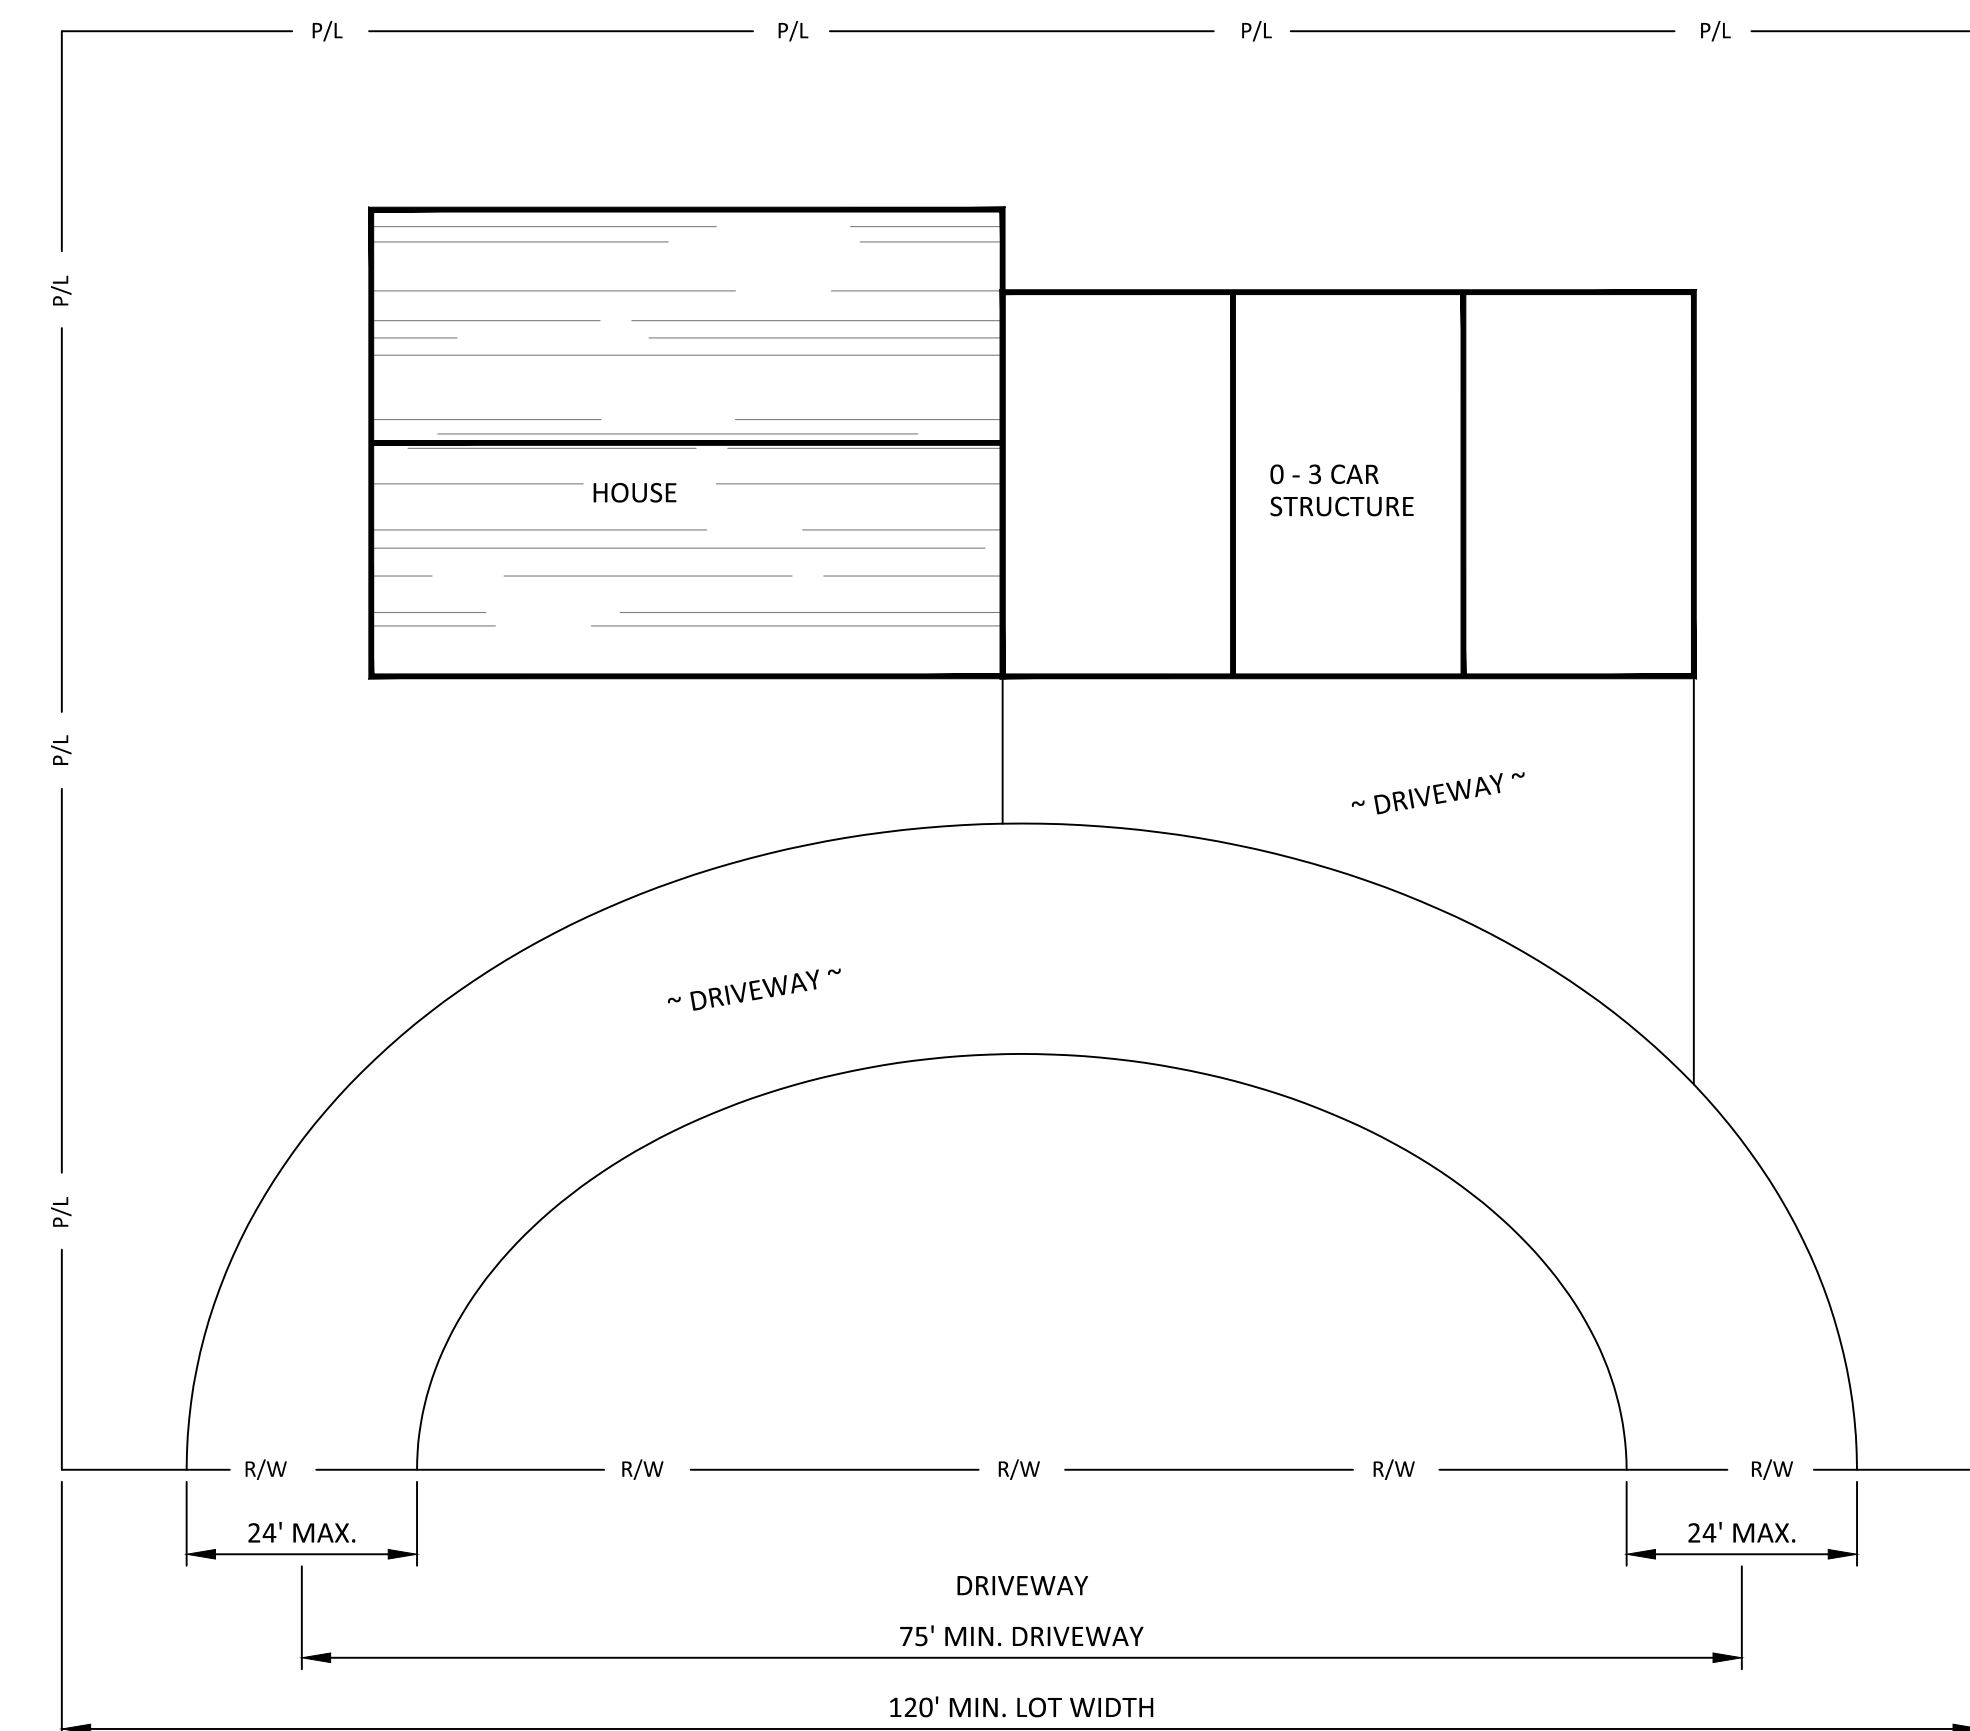 P/L P/L P/L P/L
P/L
HOUSE
0 - 3 CAR
STRUCTURE
P/L
~ DRIVEWAY ~
~ DRIVEWAY ~
P/L
R/W R/W R/W R/W R/W
24' MAX. 24' MAX.
DRIVEWAY
75' MIN. DRIVEWAY
120' MIN. LOT WIDTH